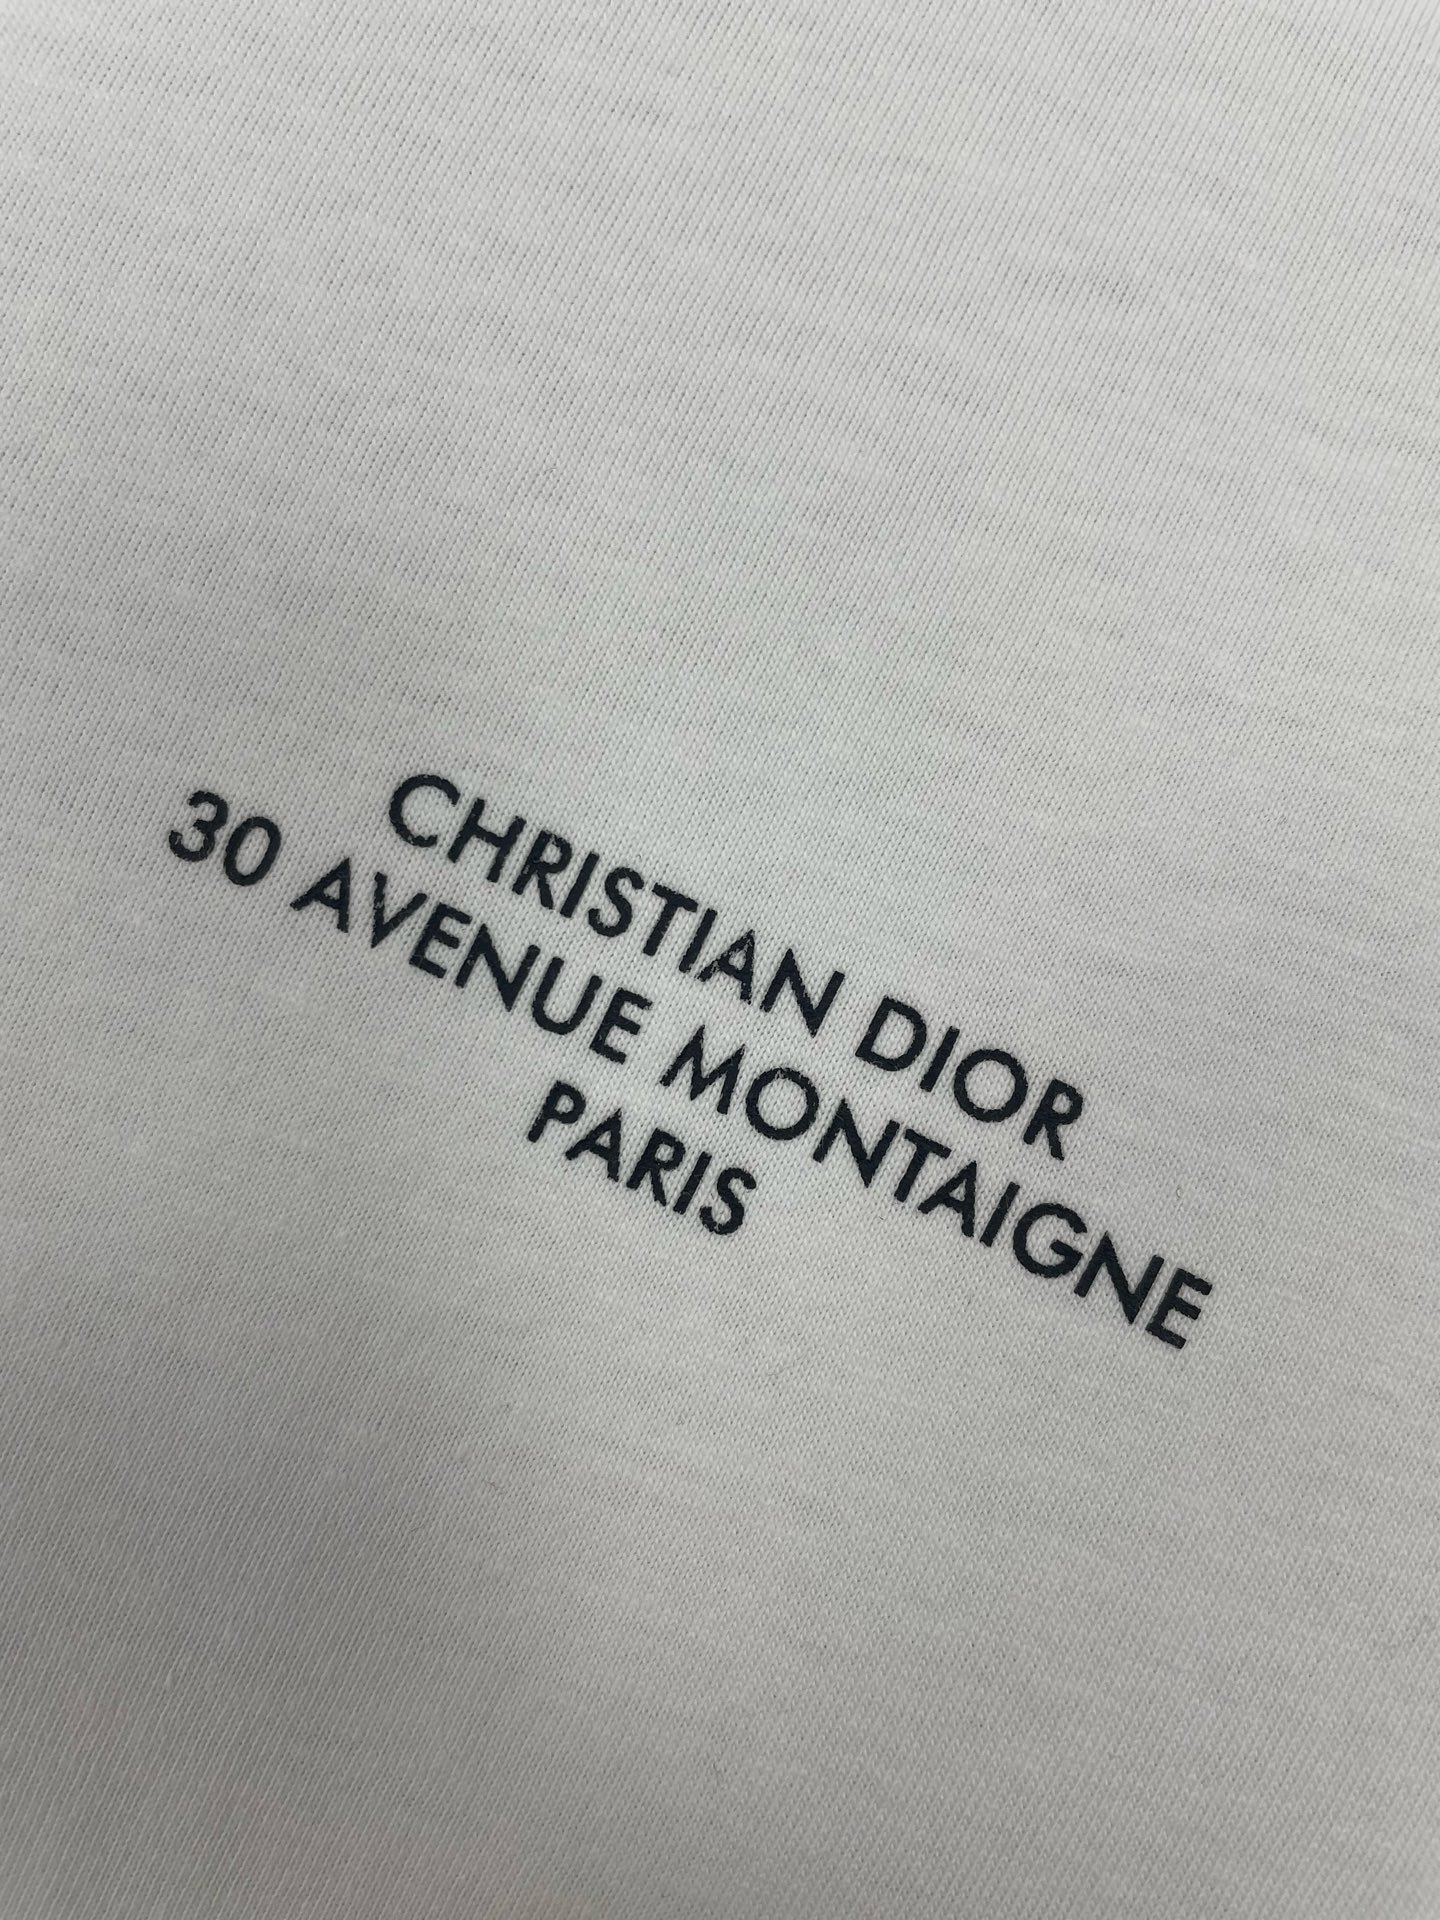 CHRISTIAN DIOR
30 AVENUE MONTAIGNE
PARIS